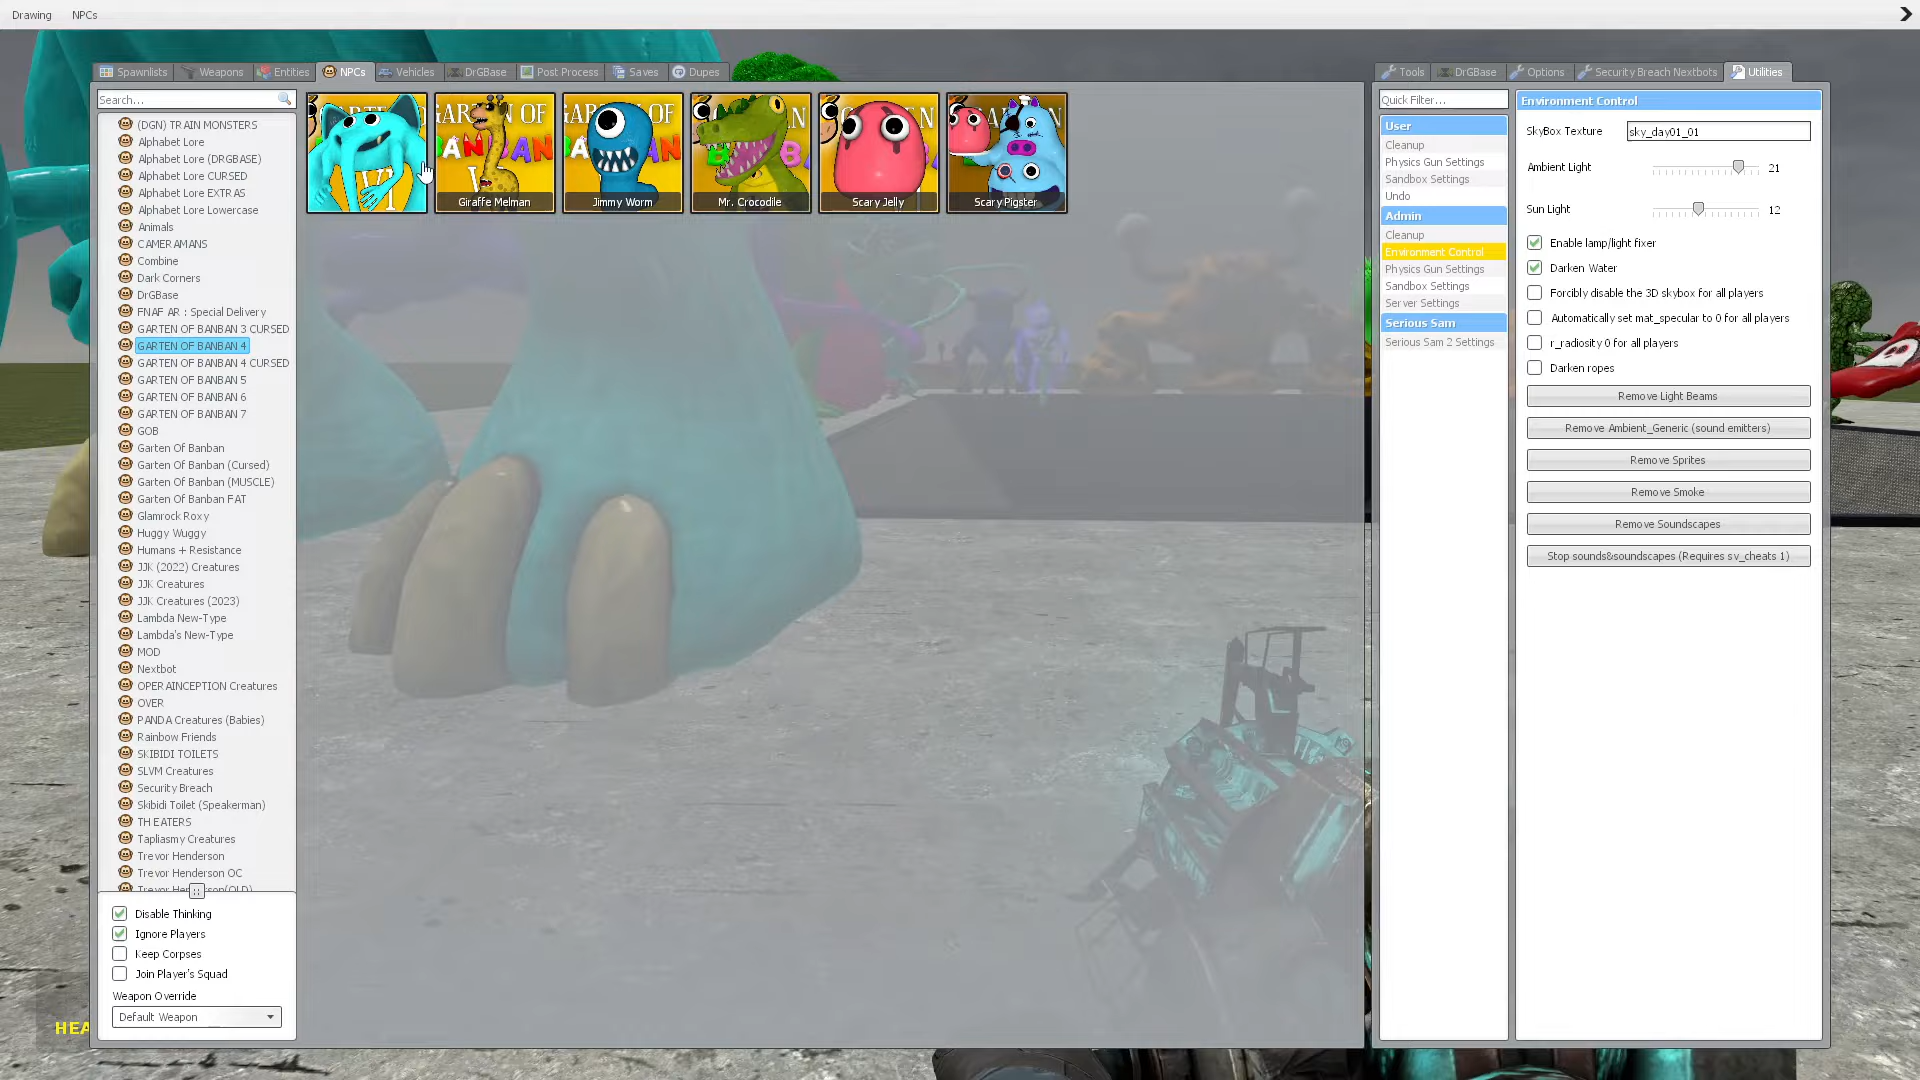 Drawing NPCs
Spawnlists Weapons Entities NPCs Vehicles DrGBase Post Process Saves Dupes
Tools DrGBase Options Security Breach Nextbots Utilities
Search...
(DGN) TRAIN MONSTERS
Alphabet Lore
Alphabet Lore (DRGBASE)
Alphabet Lore CURSED
Alphabet Lore EXTRAS
Alphabet Lore Lowercase
Animals
CAMERAMANS
Combine
Dark Corners
DrGBase
FNAF AR : Special Delivery
GARTEN OF BANBAN 3 CURSED
GARTEN OF BANBAN 4
GARTEN OF BANBAN 4 CURSED
GARTEN OF BANBAN 5
GARTEN OF BANBAN 6
GARTEN OF BANBAN 7
GOB
Garten Of Banban
Garten Of Banban (Cursed)
Garten Of Banban (MUSCLE)
Garten Of Banban FAT
Glamrock Roxy
Huggy Wuggy
Humans + Resistance
JJK (2022) Creatures
JJK Creatures
JJK Creatures (2023)
Lambda New-Type
Lambda's New-Type
MOD
Nextbot
OPERAINCEPTION Creatures
OVER
PANDA Creatures (Babies)
Rainbow Friends
SKIBIDI TOILETS
SLVM Creatures
Security Breach
Skibidi Toilet (Speakerman)
THEATERS
Tapliasmy Creatures
Trevor Henderson
Trevor Henderson OC
Disable Thinking
Ignore Players
Keep Corpses
Join Player's Squad
Weapon Override
Default Weapon
HEA
Giraffe Melman
Jimmy Worm
Mr. Crocodile
Scary Jelly
Scary Pigster
Quick Filter...
User
Cleanup
Physics Gun Settings
Sandbox Settings
Undo
Admin
Cleanup
Environment Control
Physics Gun Settings
Sandbox Settings
Server Settings
Serious Sam
Serious Sam 2 Settings
Environment Control
SkyBox Texture sky_day01_01
Ambient Light 21
Sun Light 12
Enable lamp/light fixer
Darken Water
Forcibly disable the 3D skybox for all players
Automatically set mat_specular to 0 for all players
r_radiosity 0 for all players
Darken ropes
Remove Light Beams
Remove Ambient_Generic (sound emitters)
Remove Sprites
Remove Smoke
Remove Soundscapes
Stop sounds&soundscapes (Requires sv_cheats 1)